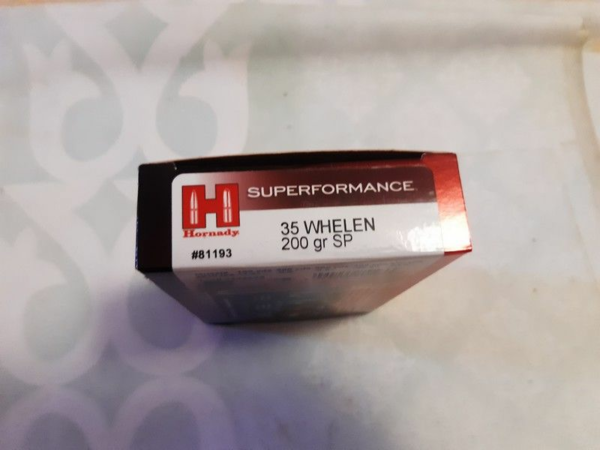 SUPERFORMANCE
H
Hornady
35 WHELEN
200 gr SP
#81193